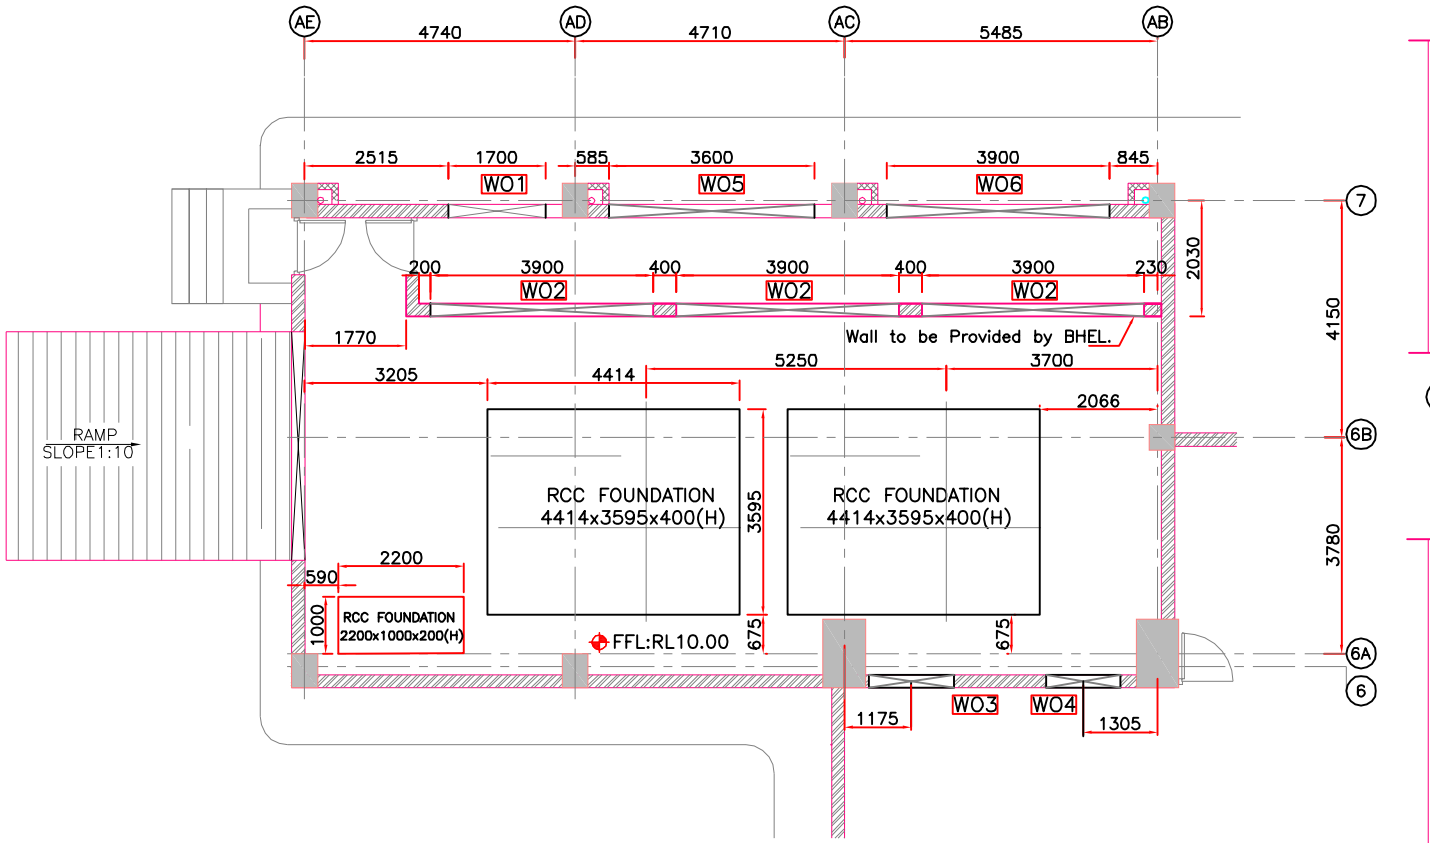 AE
AD
AC
AB
4740
4710
5485
2515
1700
585
3600
3900
845
WO1
WO5
WO6
7
200
3900
400
3900
400
3900
230
2030
WO2
WO2
WO2
4150
Wall to be Provided by BHEL.
1770
5250
3700
3205
4414
2066
RAMP
SLOPE1:10
6B
RCC FOUNDATION
4414x3595x400(H)
3595
RCC FOUNDATION
4414x3595x400(H)
3780
2200
590
1000
RCC FOUNDATION
2200x1000x200(H)
FFL:RL10.00
675
675
6A
6
WO3
WO4
1175
1305